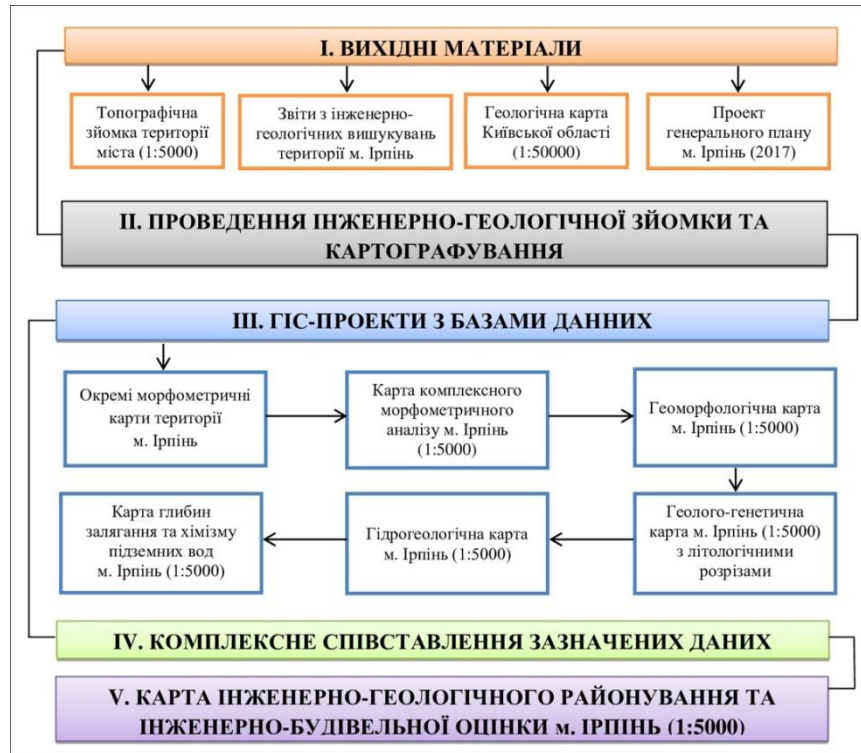 І. ВИХІДНІ МАТЕРІАЛИ
Топографічна
зйомка території
міста (1:5000)
Звіти з інженерно-
геологічних вишукувань
території м. Ірпінь
Геологічна карта
Київської області
(1:50000)
Проект
генерального плану
м. Ірпінь (2017)
ІІ. ПРОВЕДЕННЯ ІНЖЕНЕРНО-ГЕОЛОГІЧНОЇ ЗЙОМКИ ТА
КАРТОГРАФУВАННЯ
ІІІ. ГІС-ПРОЕКТИ З БАЗАМИ ДАННИХ
Окремі морфометричні
карти території
м. Ірпінь
Карта комплексного
морфометричного
аналізу м. Ірпінь
(1:5000)
Геоморфологічна карта
м. Ірпінь (1:5000)
Геолого-генетична
карта м. Ірпінь (1:5000)
з літологічними
розрізами
Гідрогеологічна карта
м. Ірпінь (1:5000)
Карта глибин
залягання та хімізму
підземних вод
м. Ірпінь (1:5000)
IV. КОМПЛЕКСНЕ СПІВСТАВЛЕННЯ ЗАЗНАЧЕНИХ ДАНИХ
V. КАРТА ІНЖЕНЕРНО-ГЕОЛОГІЧНОГО РАЙОНУВАННЯ ТА
ІНЖЕНЕРНО-БУДІВЕЛЬНОЇ ОЦІНКИ м. ІРПІНЬ (1:5000)